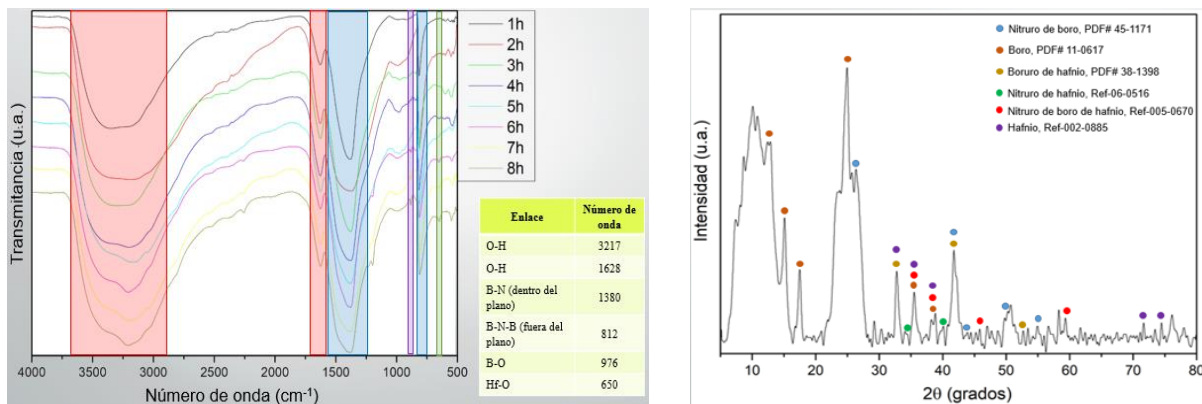 Transmitancia (u.a.)
1h
2h
3h
4h
5h
6h
7h
8h
Enlace Número de onda
O-H 3217
O-H 1628
B-N (dentro del plano) 1380
B-N-B (fuera del plano) 812
B-O 976
Hf-O 650
4000 3500 3000 2500 2000 1500 1000 500
Número de onda (cm-1)
Intensidad (u.a.)
Nitruro de boro, PDF# 45-1171
Boro, PDF# 11-0617
Boruro de hafnio, PDF# 38-1398
Nitruro de hafnio, Ref-06-0516
Nitruro de boro de hafnio, Ref-005-0670
Hafnio, Ref-002-0885
10 20 30 40 50 60 70 80
2θ (grados)